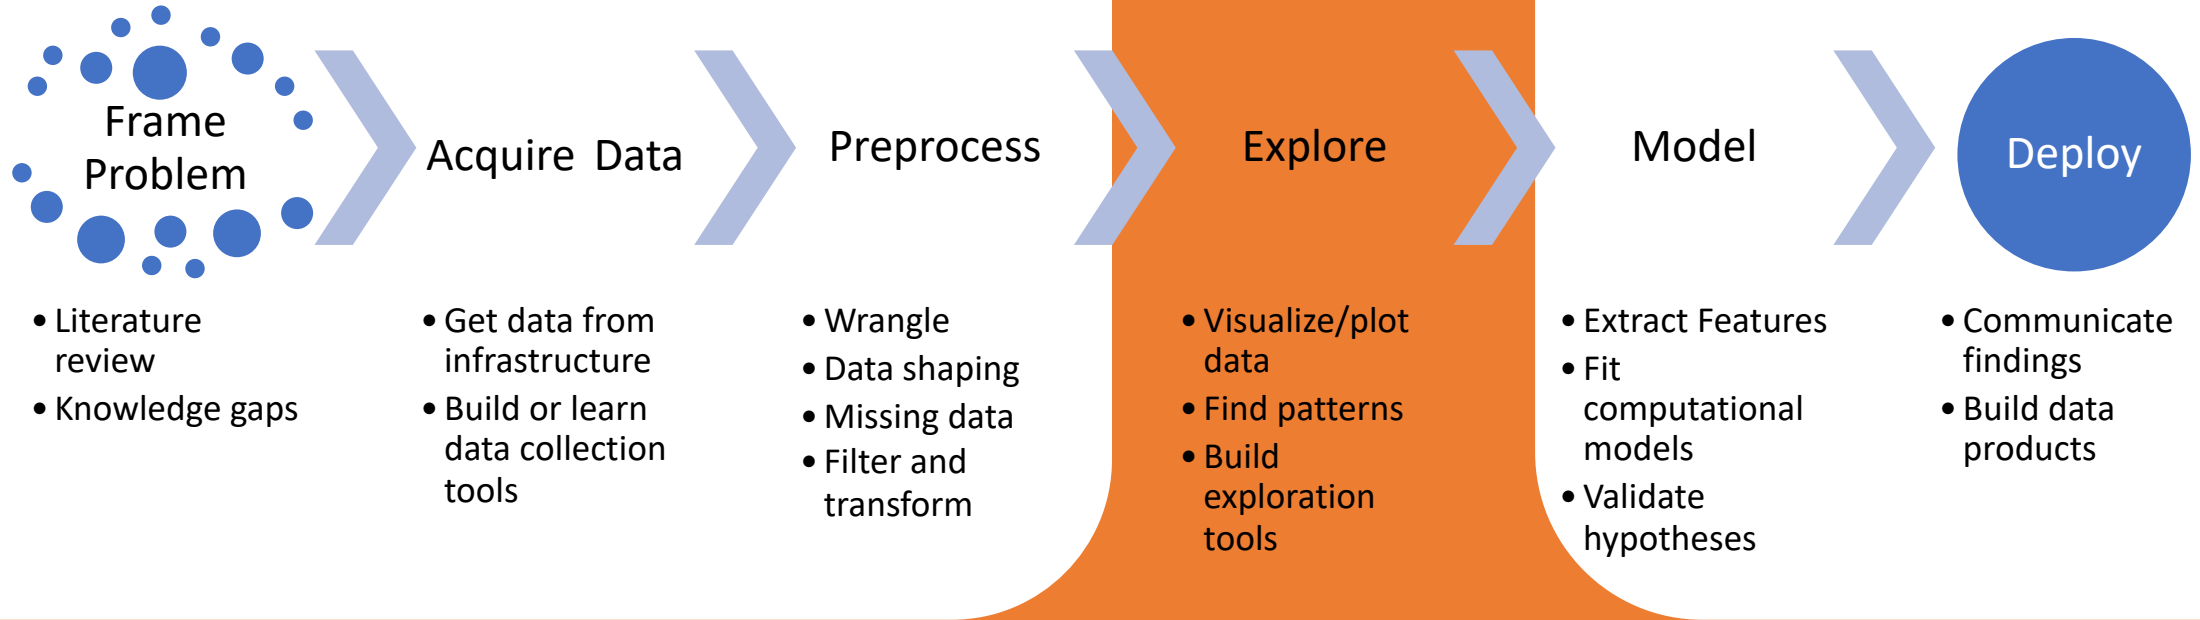 Frame
Problem
Acquire Data
Preprocess
Explore
Model
Deploy
• Literature
review
• Knowledge gaps
• Get data from
infrastructure
• Build or learn
data collection
tools
• Wrangle
• Data shaping
• Missing data
• Filter and
transform
• Visualize/plot
data
• Find patterns
• Build
exploration
tools
• Extract Features
• Fit
computational
models
• Validate
hypotheses
• Communicate
findings
• Build data
products